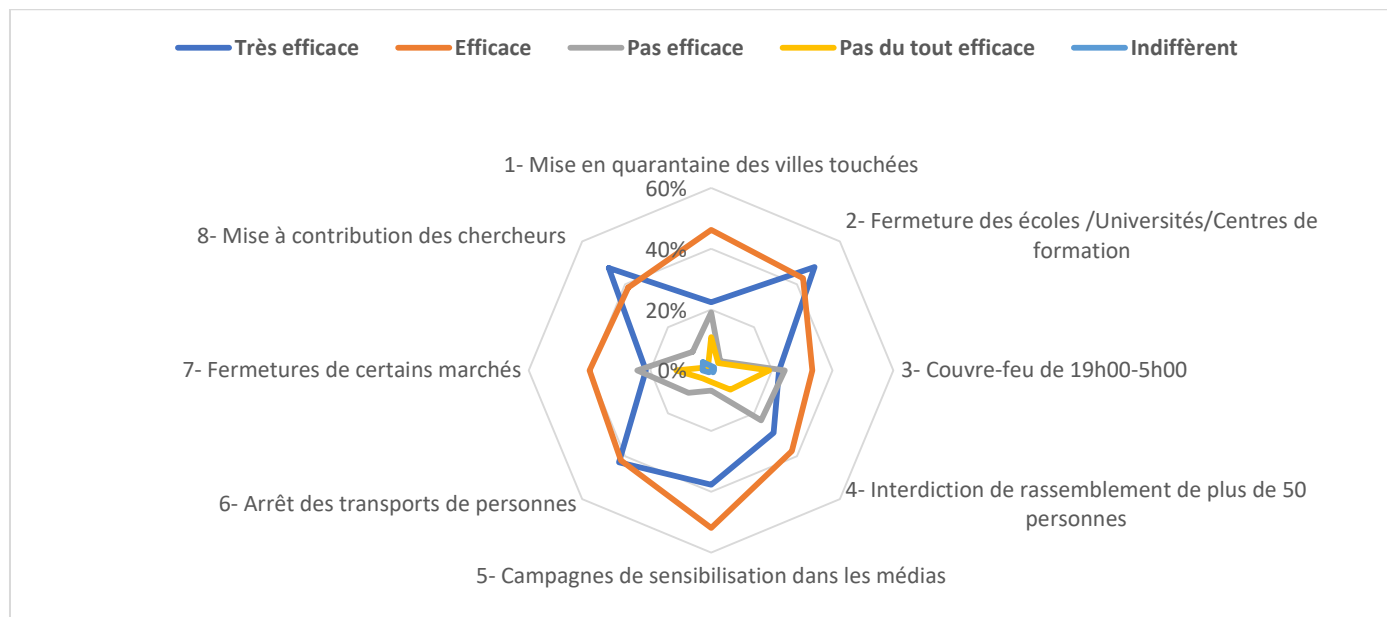 Très efficace Efficace Pas efficace Pas du tout efficace Indiffèrent
1- Mise en quarantaine des villes touchées
60%
2- Fermeture des écoles /Universités/Centres de
formation
8- Mise à contribution des chercheurs
40%
20%
7- Fermetures de certains marchés
0%
3- Couvre-feu de 19h00-5h00
6- Arrêt des transports de personnes
4- Interdiction de rassemblement de plus de 50
personnes
5- Campagnes de sensibilisation dans les médias